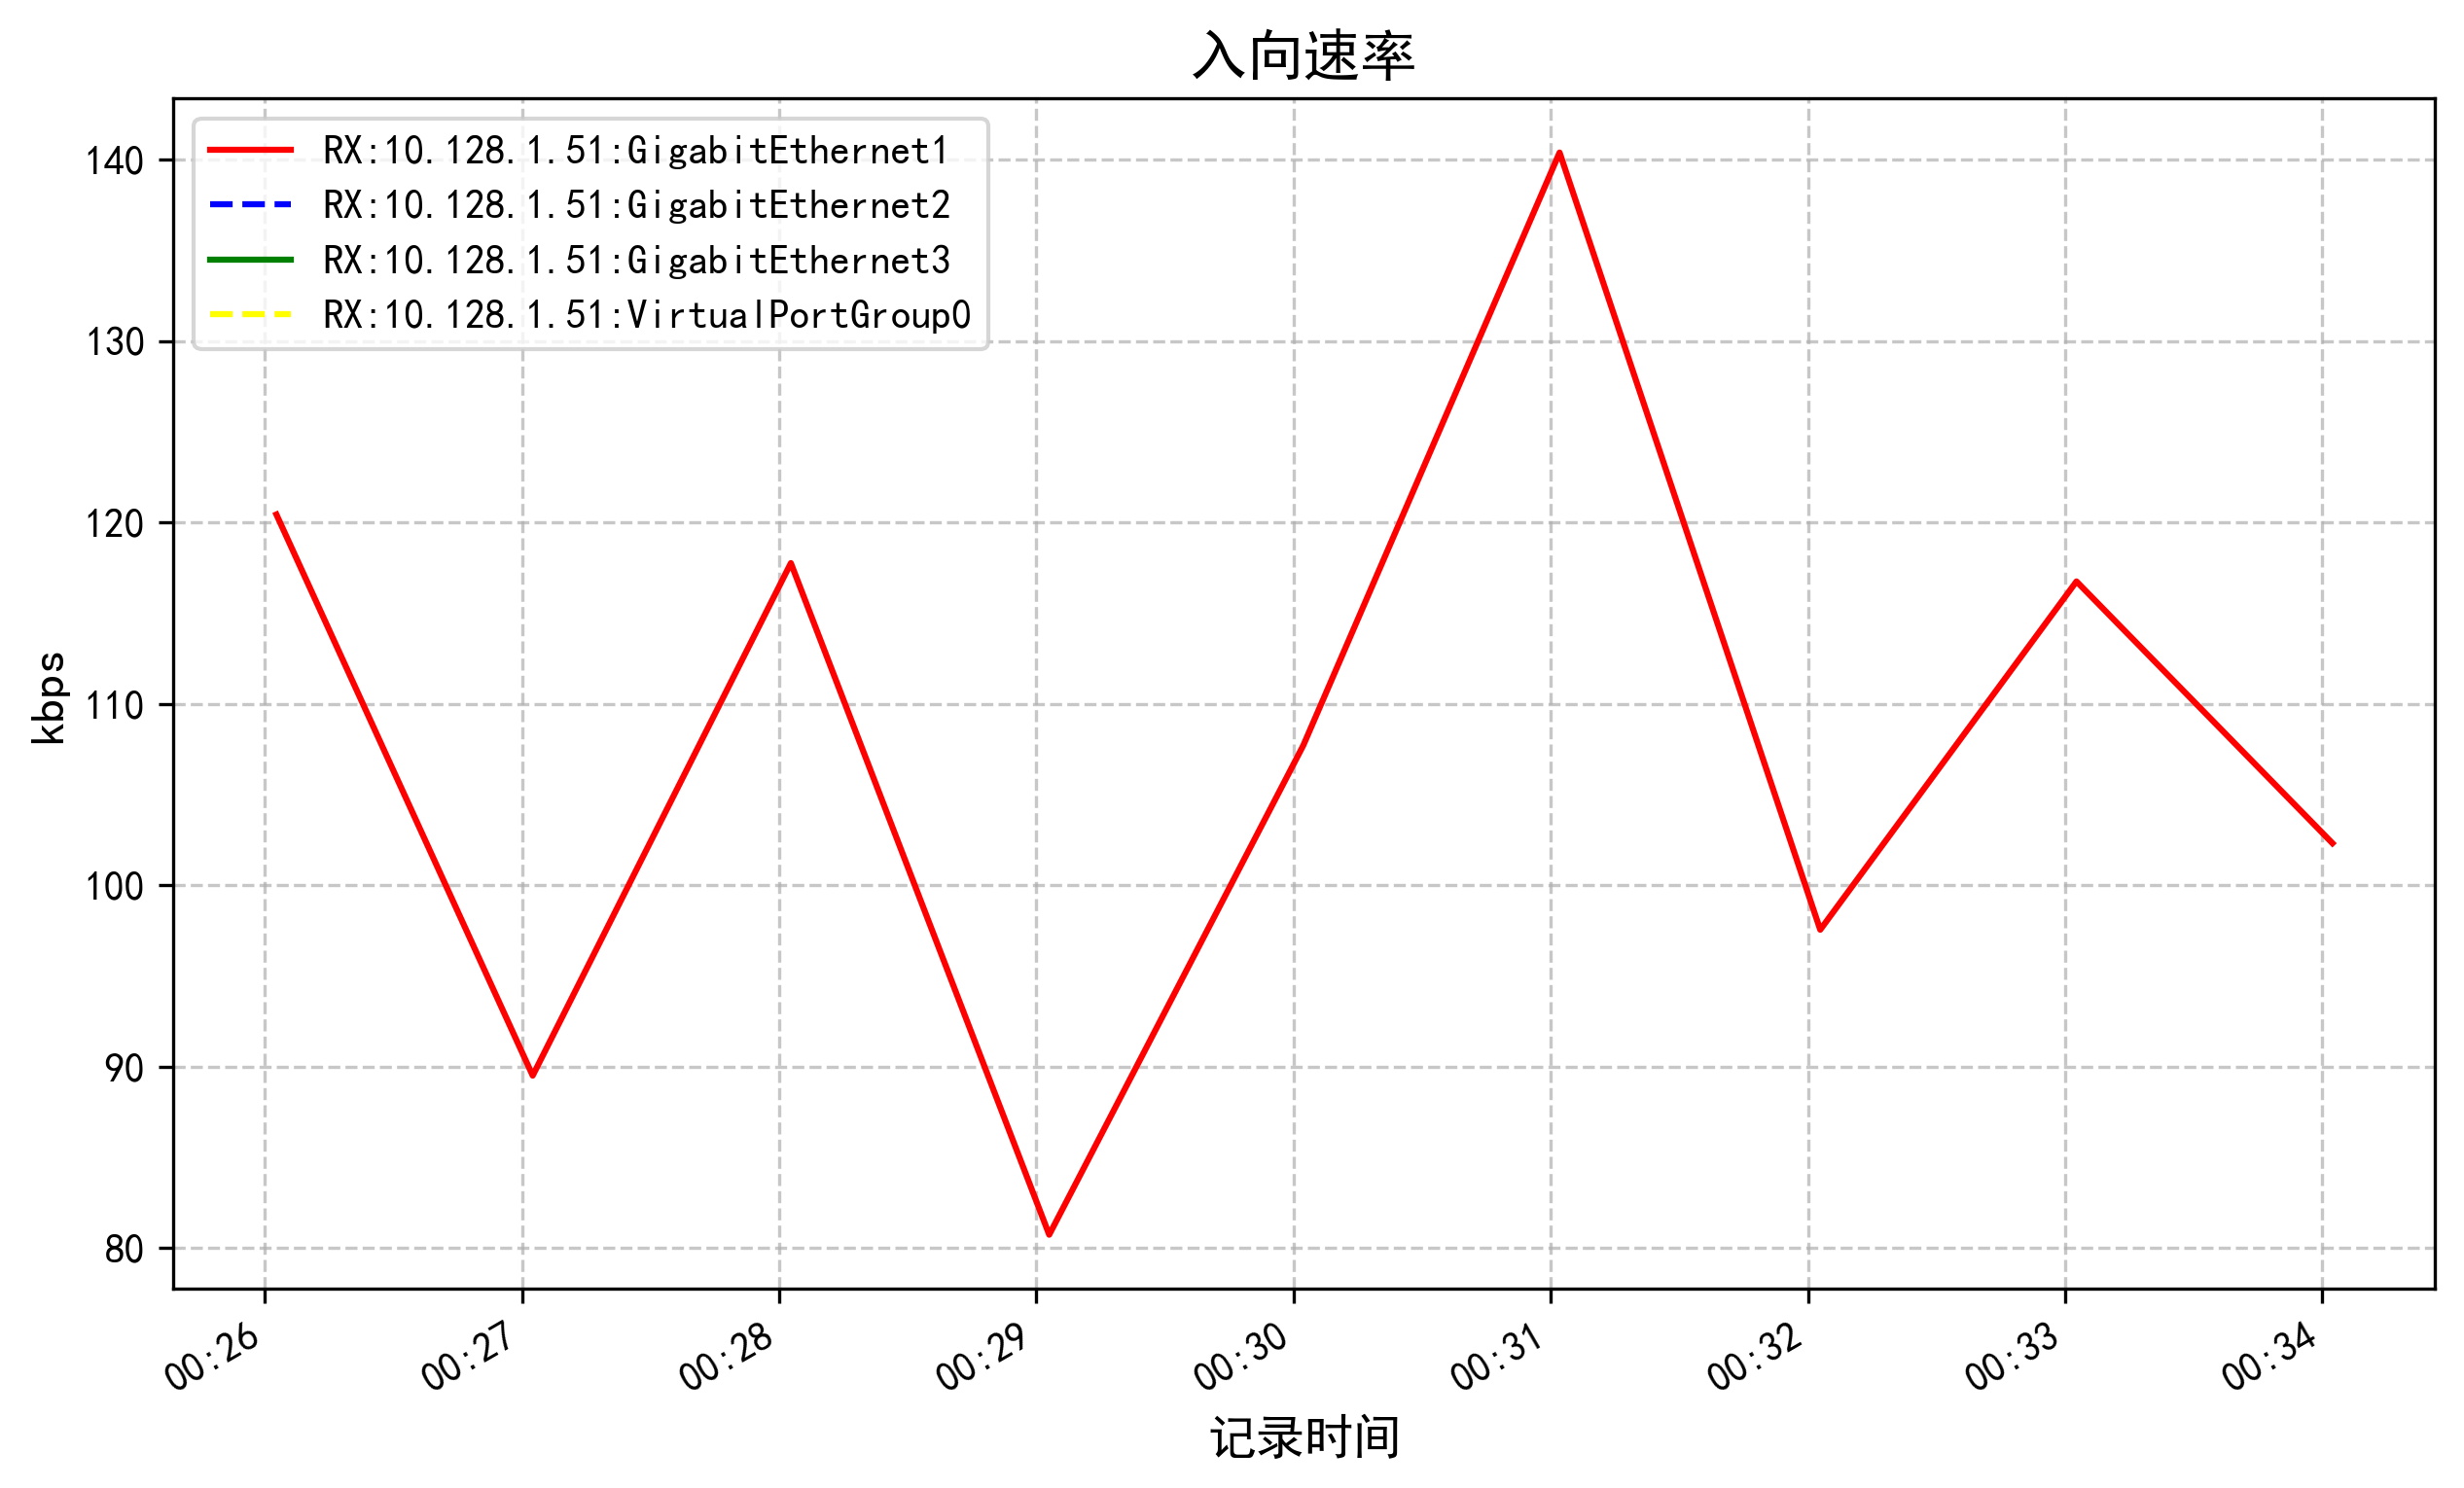 入向速率
RX:10.128.1.51:GigabitEthernet1
RX:10.128.1.51:GigabitEthernet2
RX:10.128.1.51:GigabitEthernet3
RX:10.128.1.51:VirtualPortGroup0
140
130
120
110
100
90
80
kbps
00:26
00:27
00:28
00:29
00:30
00:31
00:32
00:33
00:34
记录时间